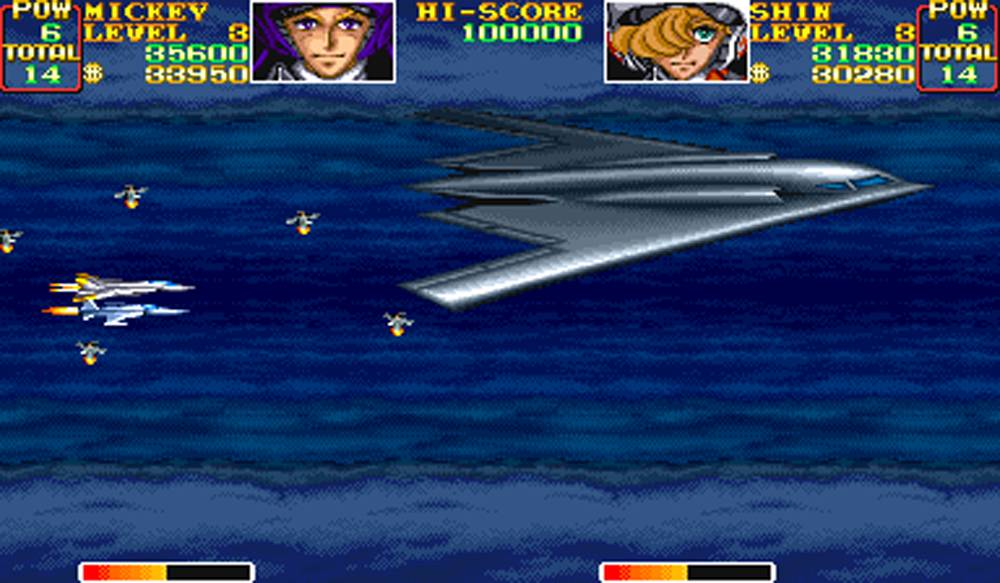 POW
6
TOTAL
14
MICKEY
LEVEL 3
35600
$ 33950
HI-SCORE
100000
SHIN
LEVEL 3
31830
$ 30280
POW
6
TOTAL
14